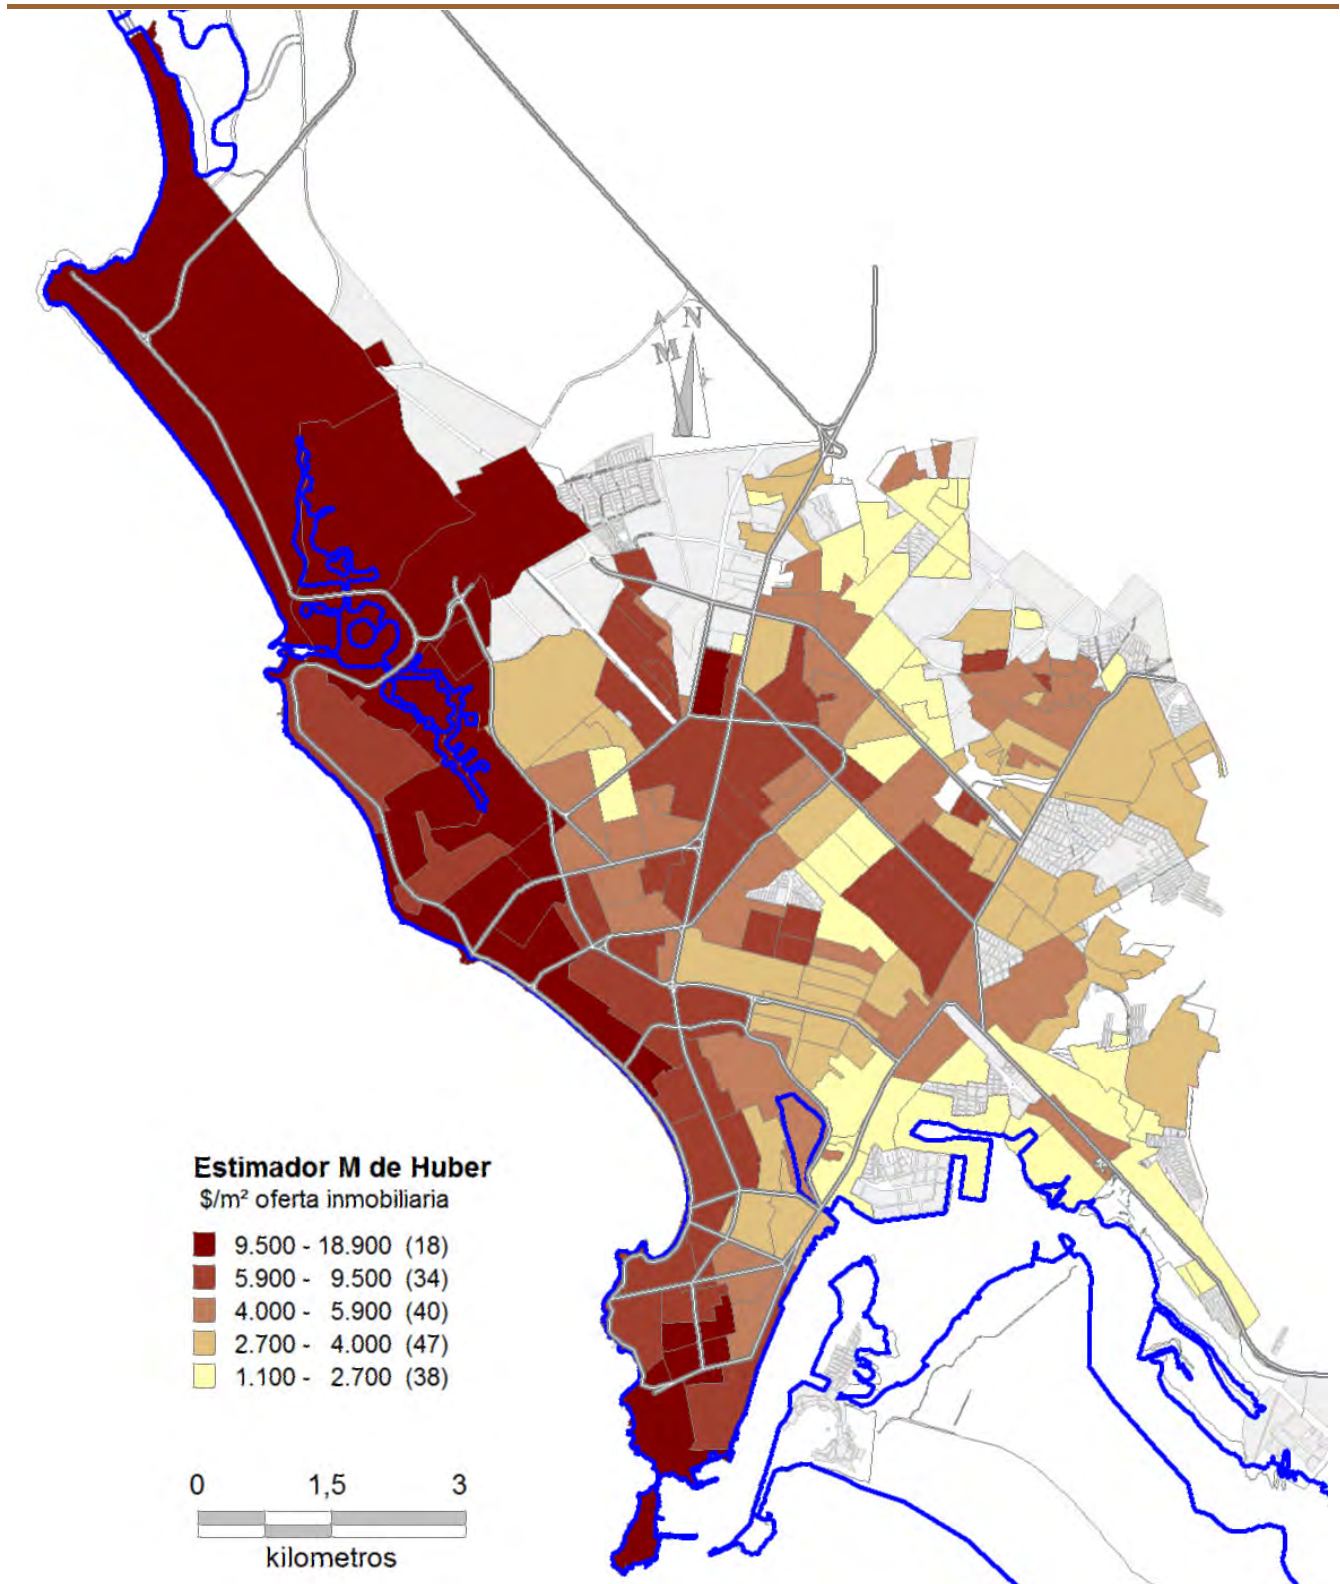 N
M
Estimador M de Huber
$/m² oferta inmobiliaria
9.500 - 18.900 (18)
5.900 - 9.500 (34)
4.000 - 5.900 (40)
2.700 - 4.000 (47)
1.100 - 2.700 (38)
0 1,5 3
kilometros